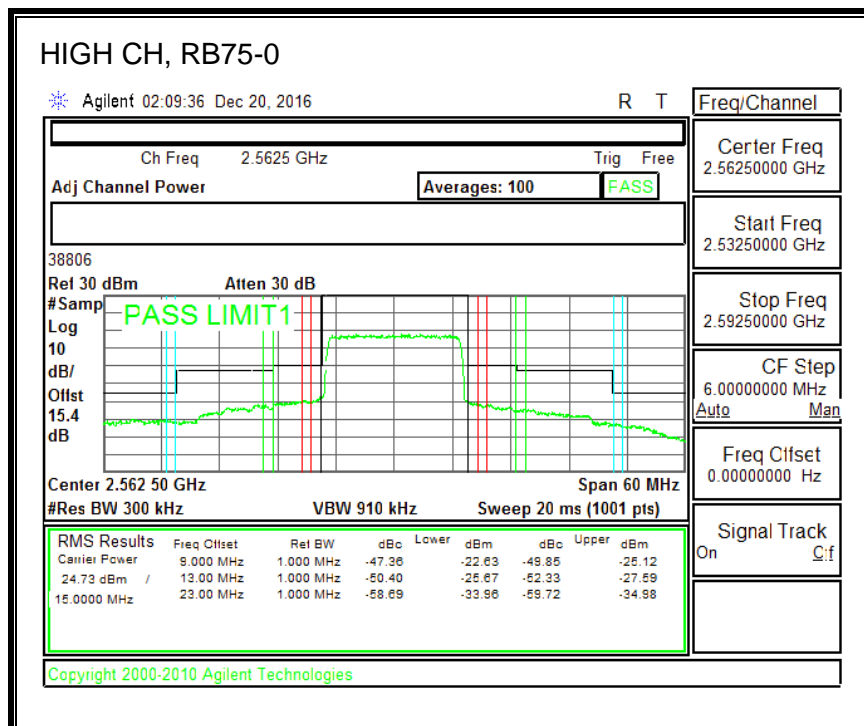 HIGH CH, RB75-0
Agilent 02:09:36 Dec 20, 2016 R T
Freq/Channel
Ch Freq 2.5625 GHz Trig Free
Adj Channel Power Averages: 100 PASS
Center Freq
2.56250000 GHz
Start Freq
2.53250000 GHz
Stop Freq
2.59250000 GHz
CF Step
6.00000000 MHz
Auto Man
Freq Offset
0.00000000 Hz
Signal Track
On Off
38806
Ref 30 dBm Atten 30 dB
#Samp
Log
10
dB/
Offst
15.4
dB
PASS LIMIT1
Center 2.562 50 GHz Span 60 MHz
#Res BW 300 kHz VBW 910 kHz Sweep 20 ms (1001 pts)
RMS Results Freq Offset Ref BW dBc Lower dBm dBc Upper dBm
Carrier Power 9.000 MHz 1.000 MHz -47.36 -22.63 -49.85 -25.12
24.73 dBm / 13.00 MHz 1.000 MHz -50.40 -25.67 -52.33 -27.59
15.0000 MHz 23.00 MHz 1.000 MHz -58.69 -33.96 -59.72 -34.98
Copyright 2000-2010 Agilent Technologies